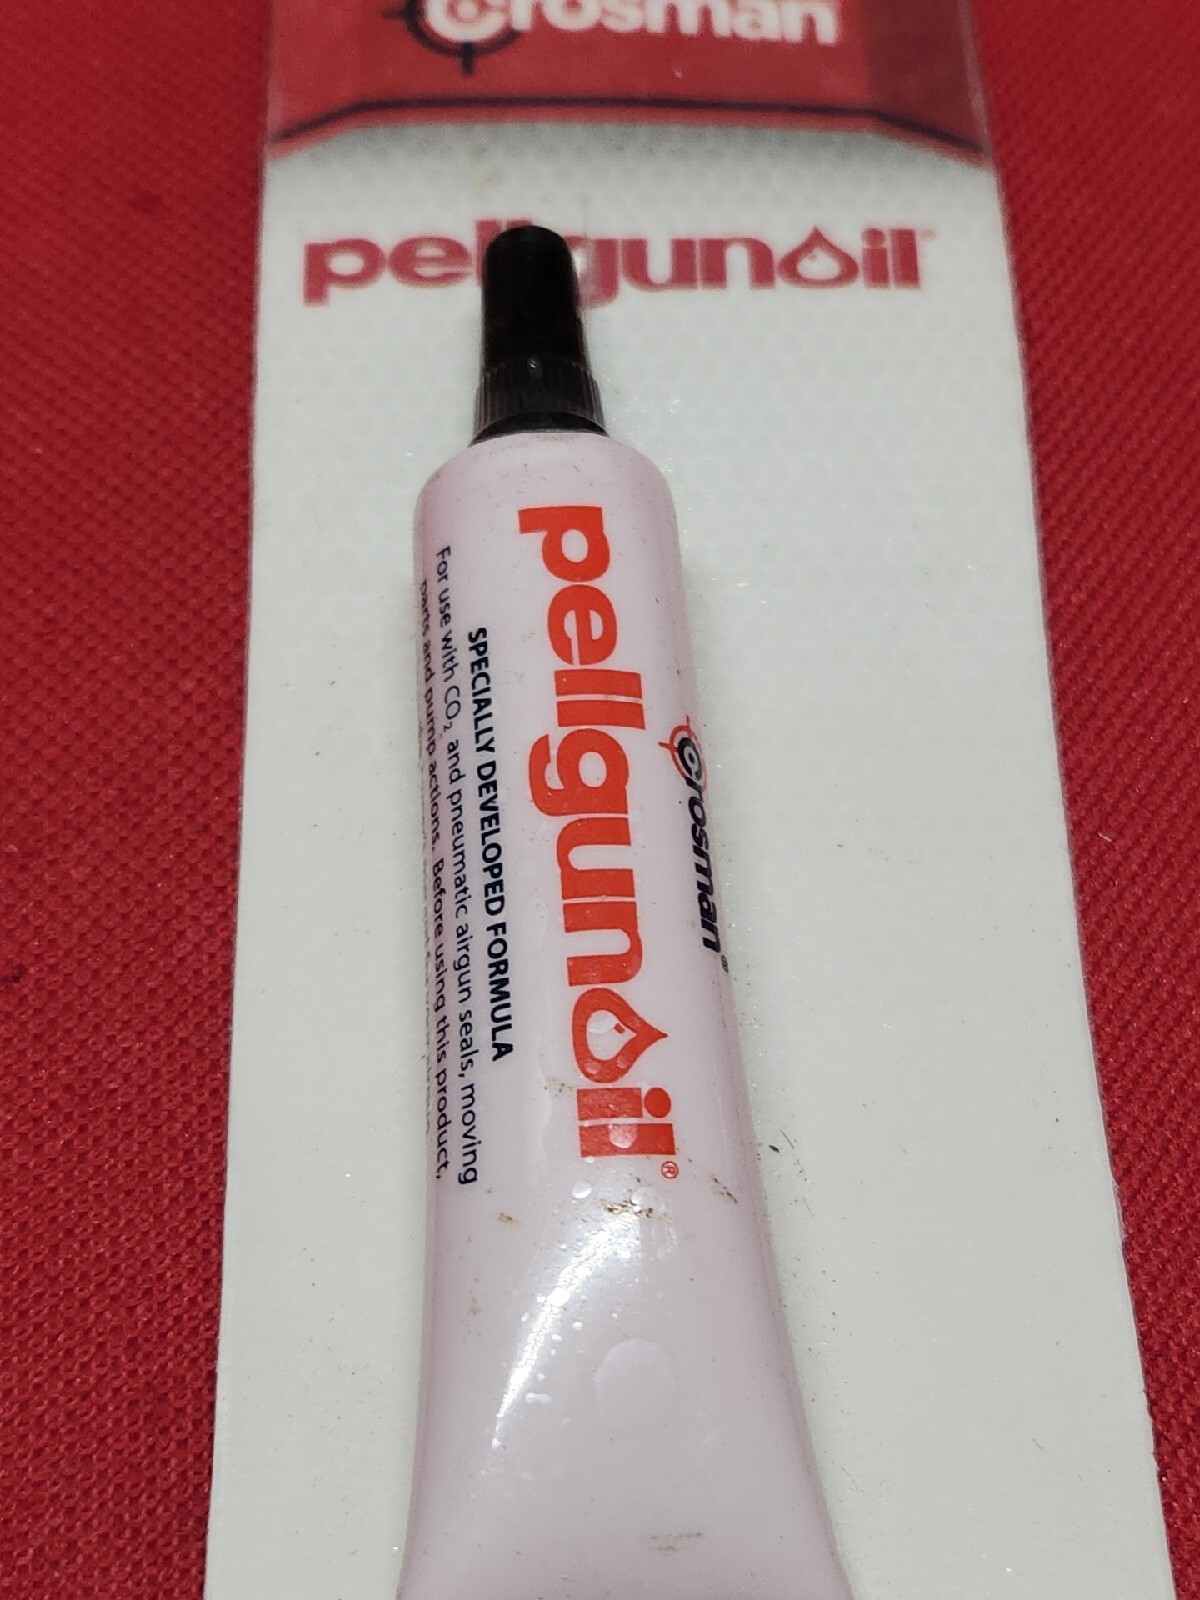 Crosman
pellgunoil®
Crosman®
pellgunoil®
SPECIALLY DEVELOPED FORMULA
For use with CO₂ and pneumatic airgun seals, moving
parts and pump actions. Before using this product,